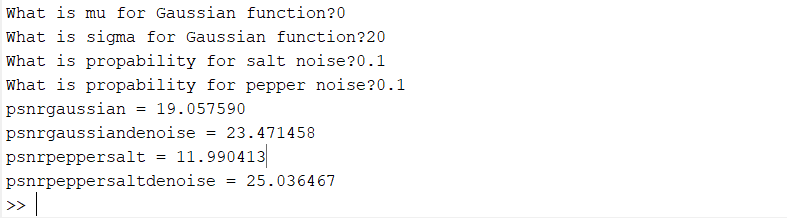 What is mu for Gaussian function?0
What is sigma for Gaussian function?20
What is propability for salt noise?0.1
What is propability for pepper noise?0.1
psnrgaussian = 19.057590
psnrgaussiandenoise = 23.471458
psnrpeppersalt = 11.990413
psnrpeppersaltdenoise = 25.036467
>>